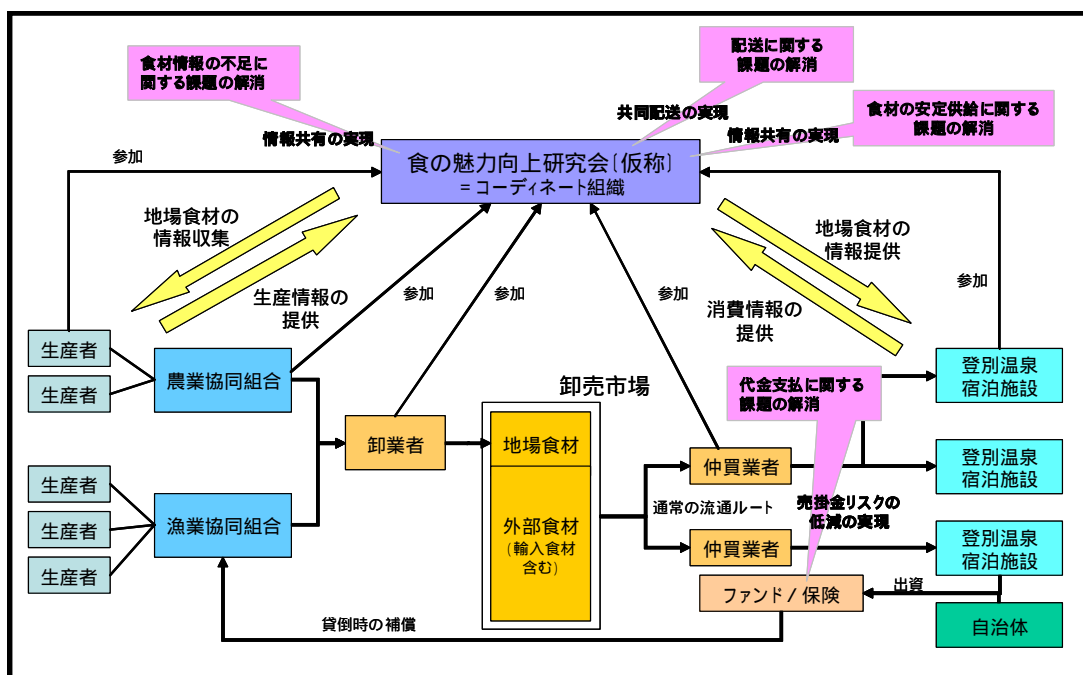 食材情報の不足に
関する課題の解消
配送に関する
課題の解消
食材の安定供給に関する
課題の解消
情報共有の実現
共同配送の実現
情報共有の実現
食の魅力向上研究会(仮称)
=コーディネート組織
参加
地場食材の
情報収集
生産情報の
提供
参加
参加
参加
地場食材の
情報提供
消費情報の
提供
参加
生産者
生産者
農業協同組合
生産者
生産者
生産者
漁業協同組合
卸業者
卸売市場
地場食材
外部食材
(輸入食材
含む)
代金支払に関する
課題の解消
仲買業者
通常の流通ルート
売掛金リスクの
低減の実現
仲買業者
登別温泉
宿泊施設
登別温泉
宿泊施設
登別温泉
宿泊施設
ファンド/保険
出資
自治体
貸倒時の補償